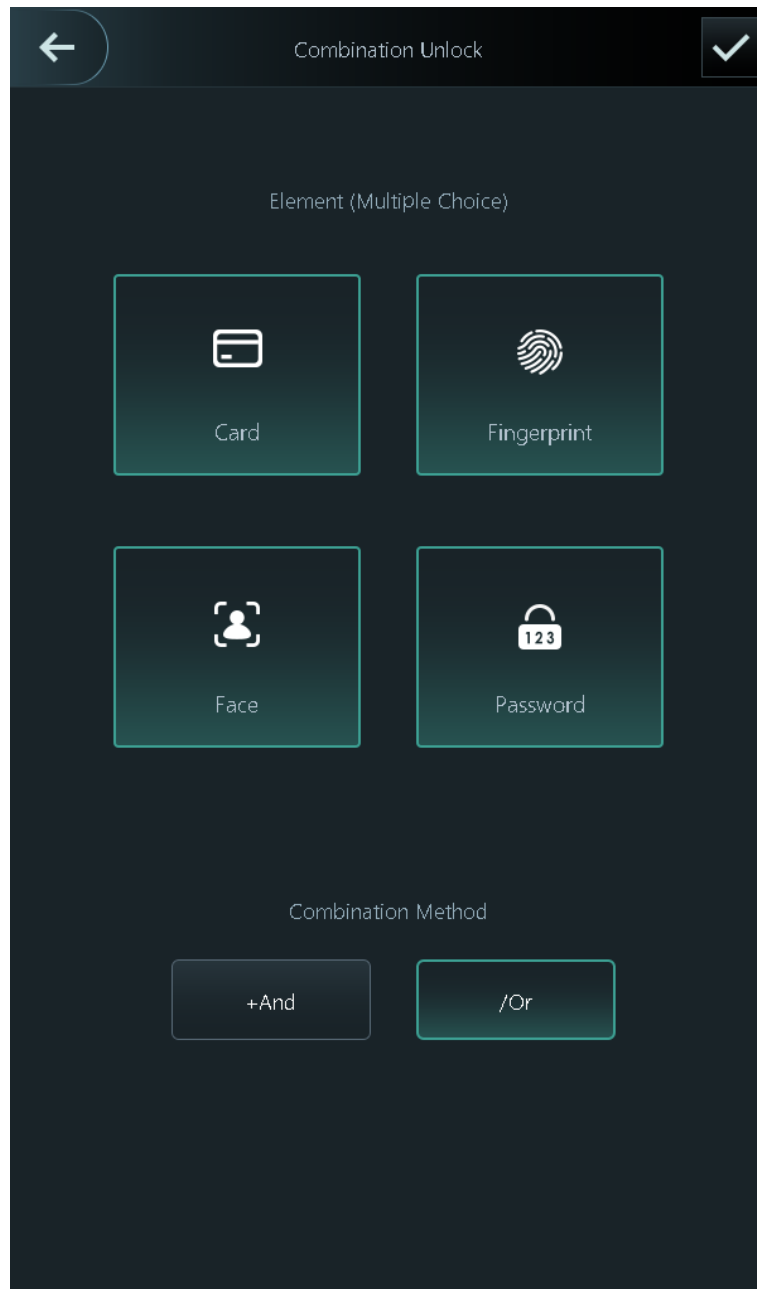 Combination Unlock
Element (Multiple Choice)
Card
Fingerprint
Face
123
Password
Combination Method
+And
/Or